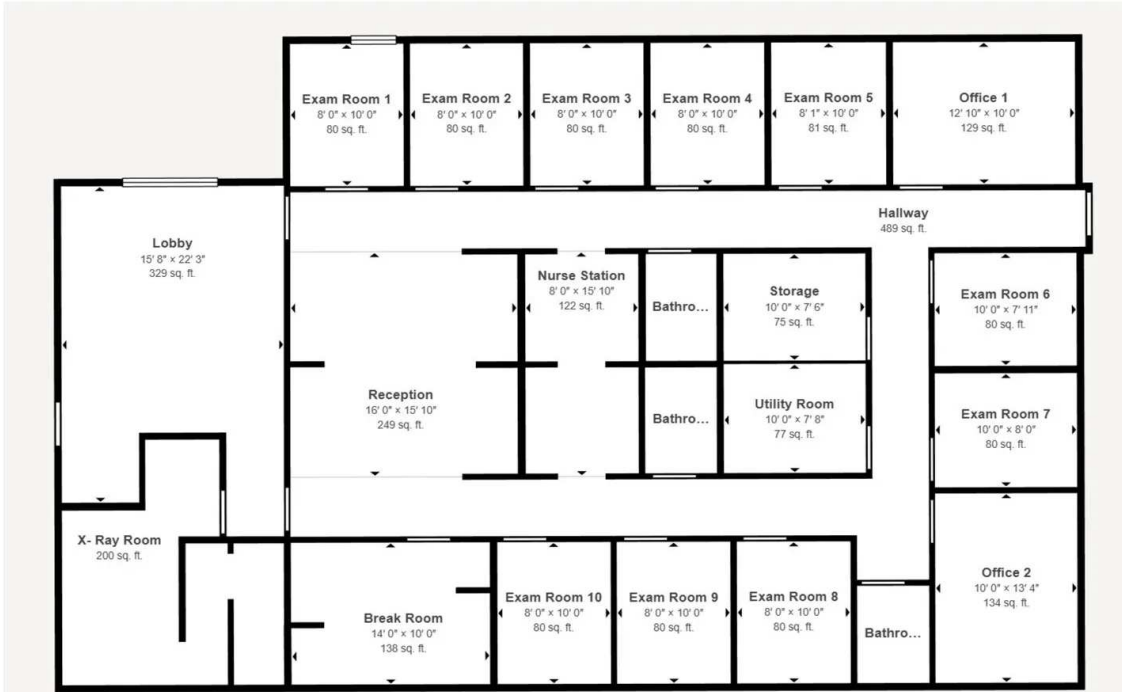 Exam Room 1
8' 0" × 10' 0"
80 sq. ft.
Exam Room 2
8' 0" × 10' 0"
80 sq. ft.
Exam Room 3
8' 0" × 10' 0"
80 sq. ft.
Exam Room 4
8' 0" × 10' 0"
80 sq. ft.
Exam Room 5
8' 1" × 10' 0"
81 sq. ft.
Office 1
12' 10" × 10' 0"
129 sq. ft.
Hallway
489 sq. ft.
Lobby
15' 8" × 22' 3"
329 sq. ft.
Nurse Station
8' 0" × 15' 10"
122 sq. ft.
Bathro...
Storage
10' 0" × 7' 6"
75 sq. ft.
Exam Room 6
10' 0" × 7' 11"
80 sq. ft.
Reception
16' 0" × 15' 10"
249 sq. ft.
Bathro...
Utility Room
10' 0" × 7' 8"
77 sq. ft.
Exam Room 7
10' 0" × 8' 0"
80 sq. ft.
X- Ray Room
200 sq. ft.
Break Room
14' 0" × 10' 0"
138 sq. ft.
Exam Room 10
8' 0" × 10' 0"
80 sq. ft.
Exam Room 9
8' 0" × 10' 0"
80 sq. ft.
Exam Room 8
8' 0" × 10' 0"
80 sq. ft.
Bathro...
Office 2
10' 0" × 13' 4"
134 sq. ft.